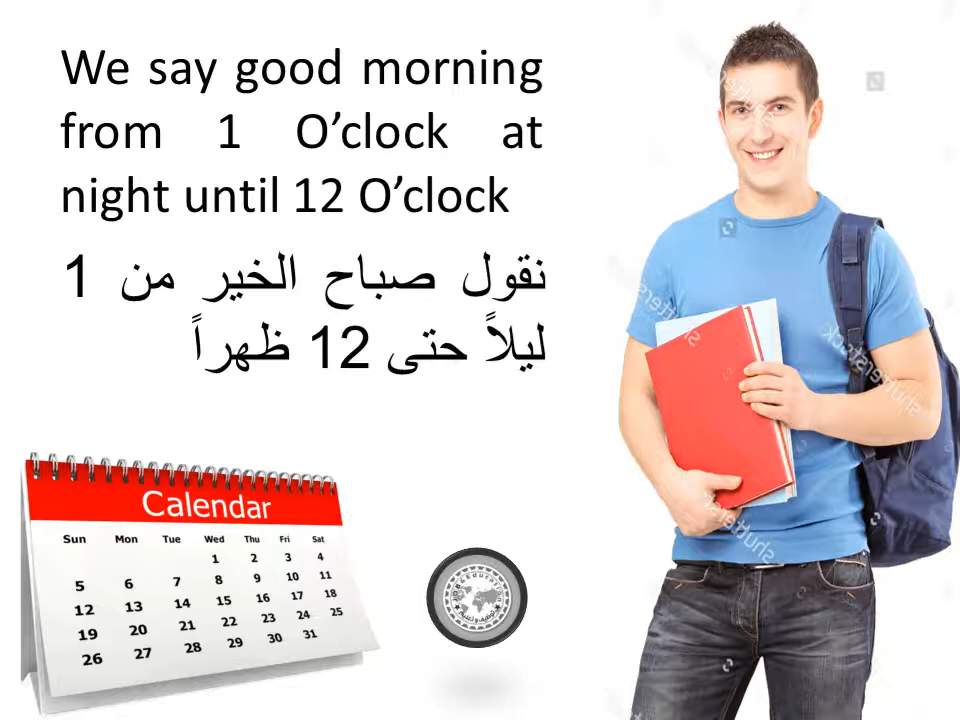 We say good morning
from 1 O’clock at
night until 12 O’clock
نقول صباح الخير من 1
ليلاً حتى 12 ظهراً
Calendar
Sun Mon Tue Wed Thu Fri Sat
1 2 3 4
5 6 7 8 9 10 11
12 13 14 15 16 17 18
19 20 21 22 23 24 25
26 27 28 29 30 31
shutterstock
shutterstock